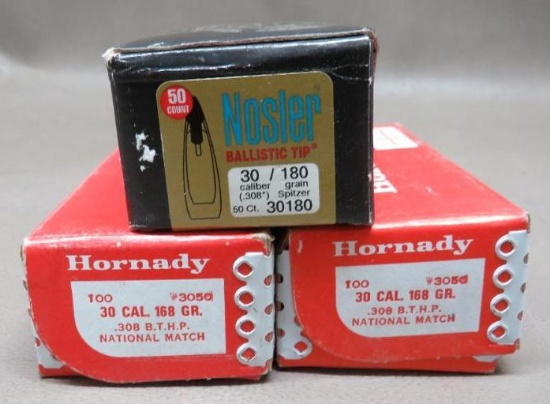 50
COUNT
Nosler
BALLISTIC TIP®
30 / 180
caliber grain
(.308") Spitzer
50 Ct. 30180
Hornady
100 #3050
30 CAL. 168 GR.
.308 B.T.H.P.
NATIONAL MATCH
Hornady
100 #3050
30 CAL. 168 GR.
.308 B.T.H.P.
NATIONAL MATCH